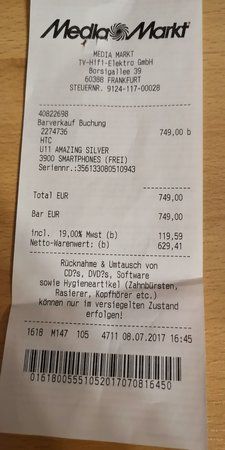 Media Markt
MEDIA MARKT
TV-Hifi-Elektro GmbH
Borsigallee 39
60388 FRANKFURT
STEUERNR. 9124-117-00028
40822698
Barverkauf Buchung
2274736 749,00 b
HTC
U11 AMAZING SILVER
3900 SMARTPHONES (FREI)
Seriennr.:356133080510943
Total EUR 749,00
Bar EUR 749,00
incl. 19,00% Mwst (b) 119,59
Netto-Warenwert: (b) 629,41
Rücknahme & Umtausch von
CD?s, DVD?s, Software
sowie Hygieneartikel (Zahnbürsten,
Rasierer, Kopfhörer etc.)
können nur im versiegelten Zustand
erfolgen!
1618 M147 105 4711 08.07.2017 16:45
01618005551052017070816450